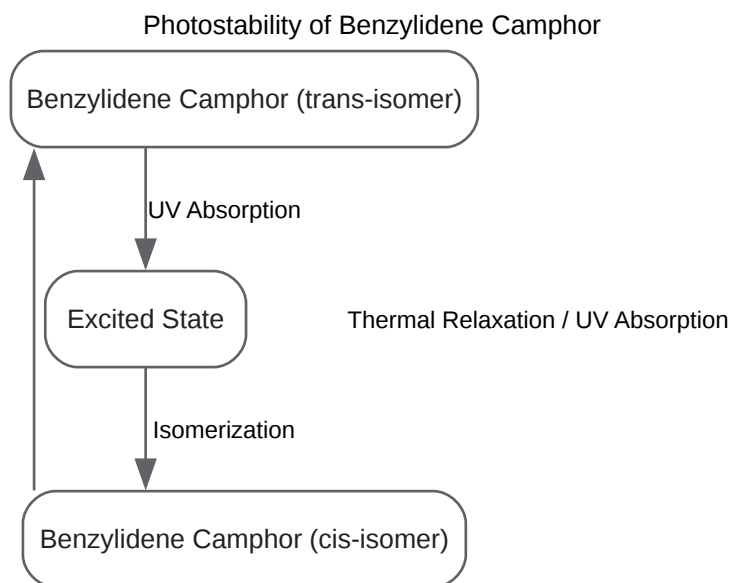 Photostability of Benzylidene Camphor
Benzylidene Camphor (trans-isomer)
UV Absorption
Excited State
Thermal Relaxation / UV Absorption
Isomerization
Benzylidene Camphor (cis-isomer)